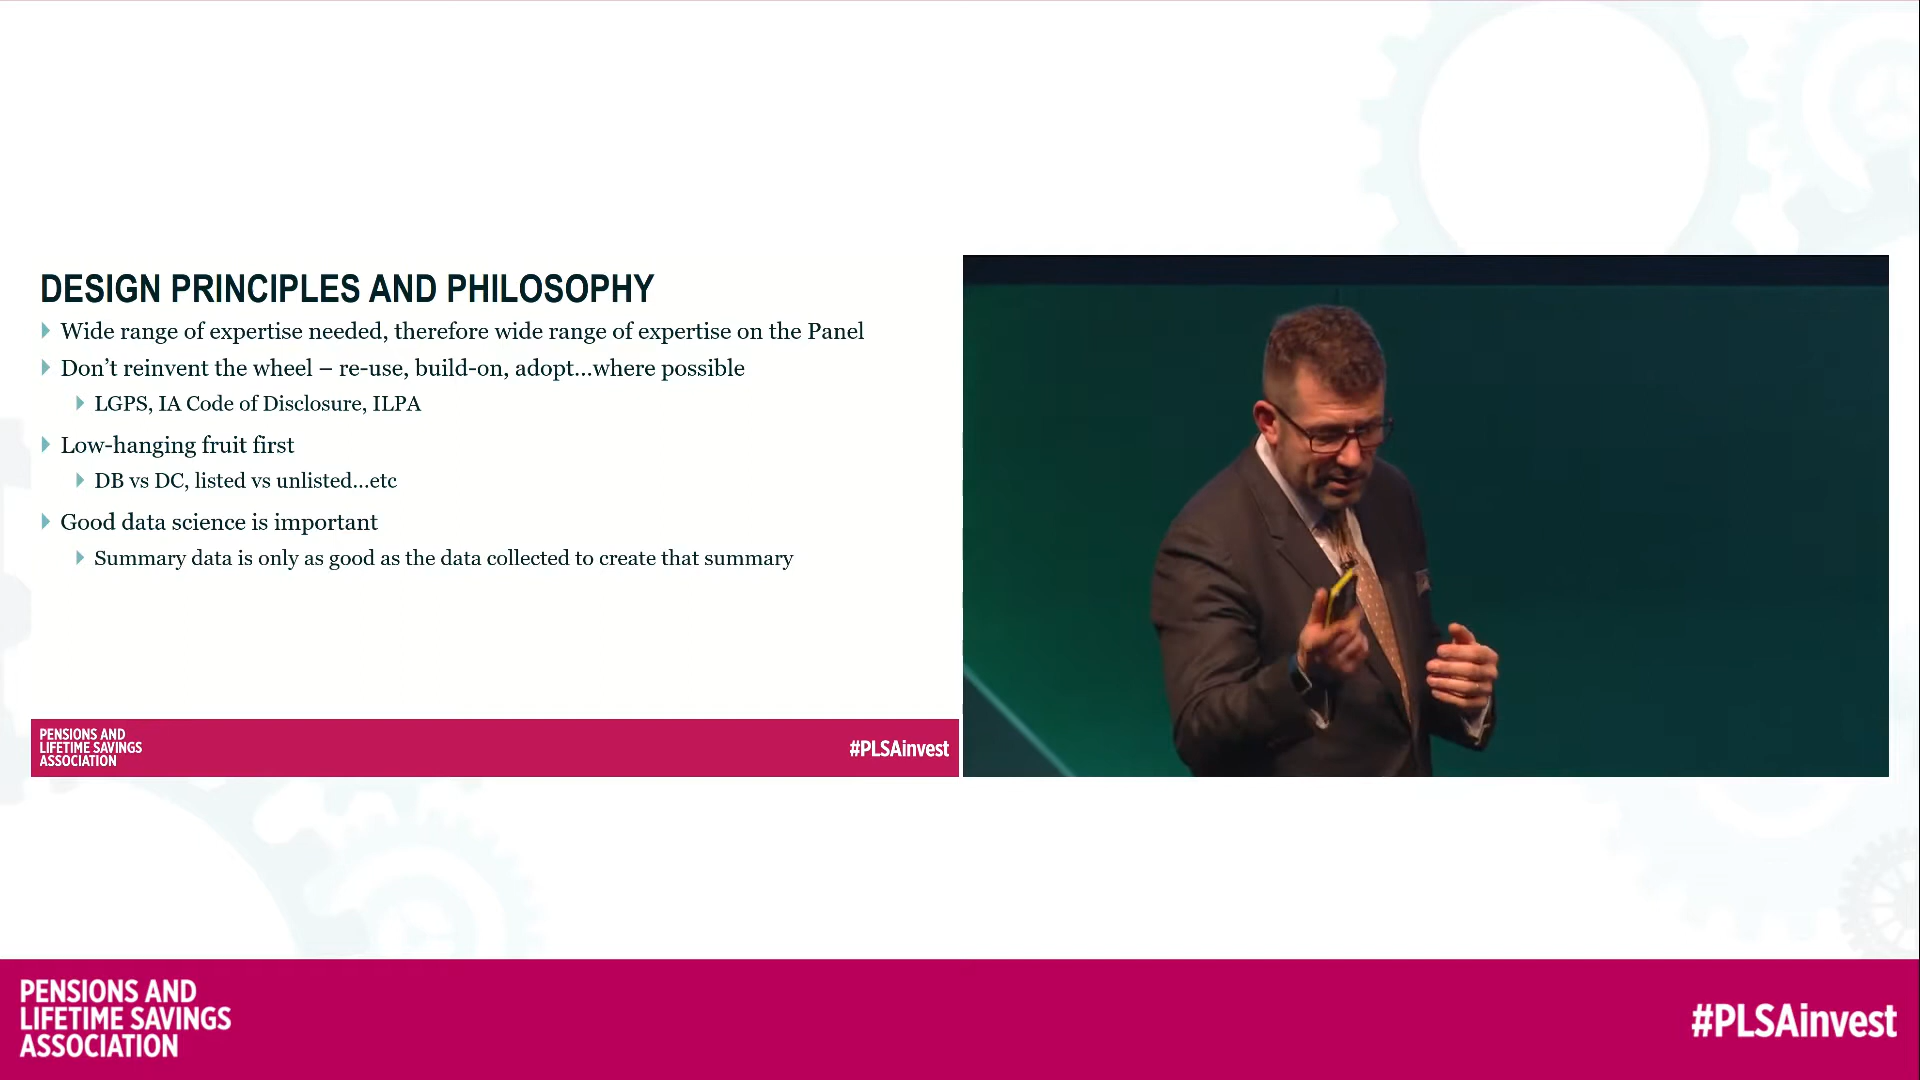 DESIGN PRINCIPLES AND PHILOSOPHY
Wide range of expertise needed, therefore wide range of expertise on the Panel
Don’t reinvent the wheel – re-use, build-on, adopt…where possible
LGPS, IA Code of Disclosure, ILPA
Low-hanging fruit first
DB vs DC, listed vs unlisted…etc
Good data science is important
Summary data is only as good as the data collected to create that summary
PENSIONS AND
LIFETIME SAVINGS
ASSOCIATION
#PLSAinvest
PENSIONS AND
LIFETIME SAVINGS
ASSOCIATION
#PLSAinvest